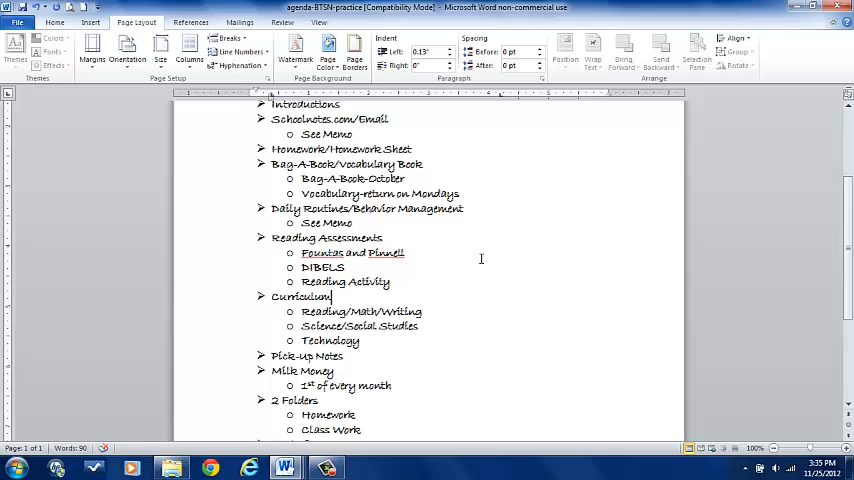 agenda-BTSN-practice [Compatibility Mode] - Microsoft Word non-commercial use
File Home Insert Page Layout References Mailings Review View
Themes Colors Fonts Effects Themes
Margins Orientation Size Columns Breaks Line Numbers Hyphenation Page Setup
Watermark Page Color Page Borders Page Background
Indent Left: 0.13" Right: 0" Spacing Before: 0 pt After: 0 pt Paragraph
Position Wrap Text Bring Forward Send Backward Selection Pane Align Group Rotate Arrange
Introductions
Schoolnotes.com/Email
See Memo
Homework/Homework Sheet
Bag-A-Book/Vocabulary Book
Bag-A-Book-October
Vocabulary-return on Mondays
Daily Routines/Behavior Management
See Memo
Reading Assessments
Fountas and Pinnell
DIBELS
Reading Activity
Curriculum
Reading/Math/Writing
Science/Social Studies
Technology
Pick-Up Notes
Milk Money
1st of every month
2 Folders
Homework
Class Work
Page: 1 of 1 Words: 90 100%
3:35 PM
11/25/2012